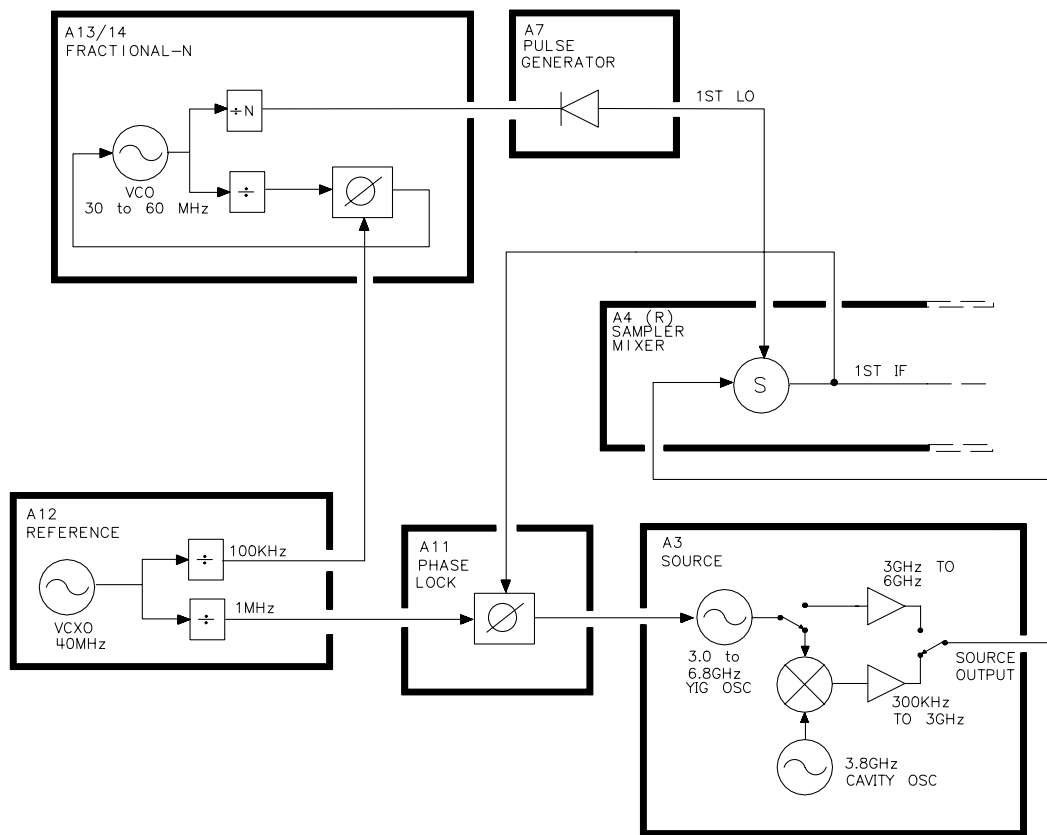 A13/14
FRACTIONAL-N
÷N
VCO
30 to 60 MHz
÷
A7
PULSE
GENERATOR
1ST LO
A4 (R)
SAMPLER
MIXER
S
1ST IF
A12
REFERENCE
÷
100KHz
÷
1MHz
VCXO
40MHz
A11
PHASE
LOCK
A3
SOURCE
3GHz TO
6GHz
3.0 to
6.8GHz
YIG OSC
SOURCE
OUTPUT
300KHz
TO 3GHz
3.8GHz
CAVITY OSC